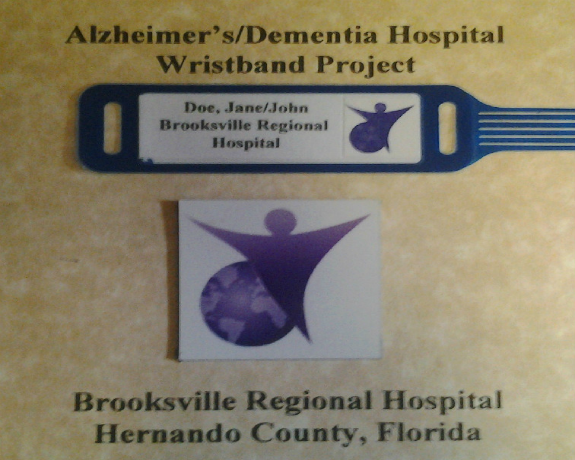 Alzheimer's/Dementia Hospital
Wristband Project
Doe, Jane/John
Brooksville Regional
Hospital
Brooksville Regional Hospital
Hernando County, Florida